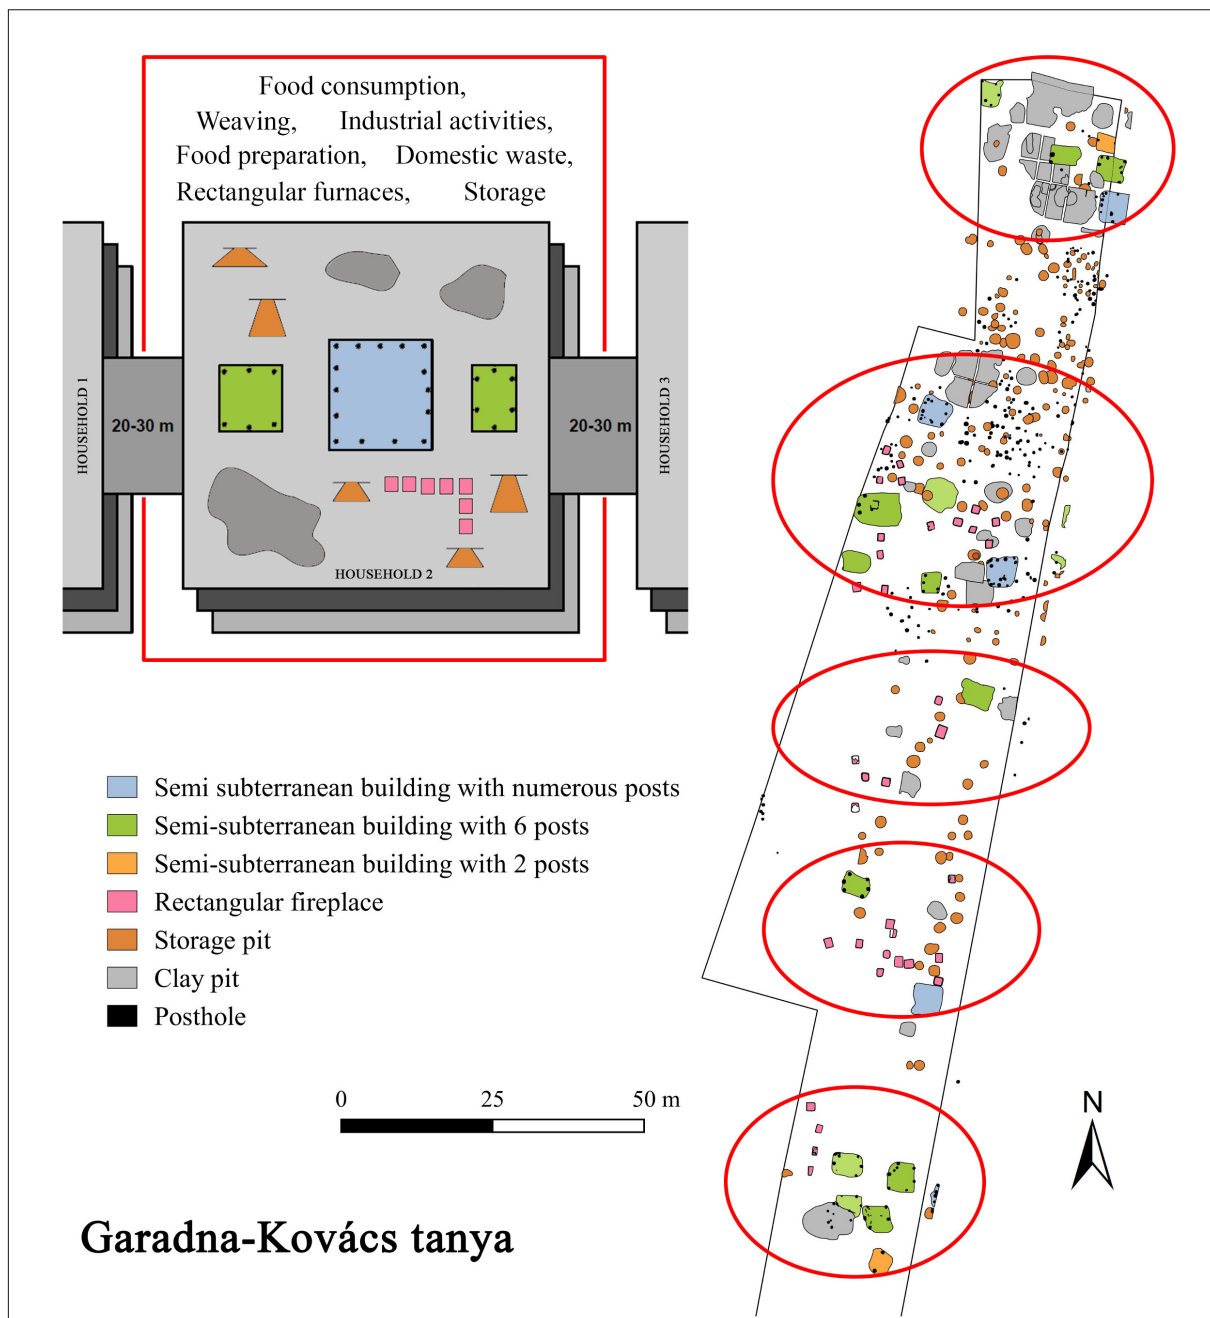 Food consumption,
Weaving, Industrial activities,
Food preparation, Domestic waste,
Rectangular furnaces, Storage
HOUSEHOLD 1
20-30 m
HOUSEHOLD 2
20-30 m
HOUSEHOLD 3
Semi subterranean building with numerous posts
Semi-subterranean building with 6 posts
Semi-subterranean building with 2 posts
Rectangular fireplace
Storage pit
Clay pit
Posthole
0 25 50 m
N
Garadna-Kovács tanya